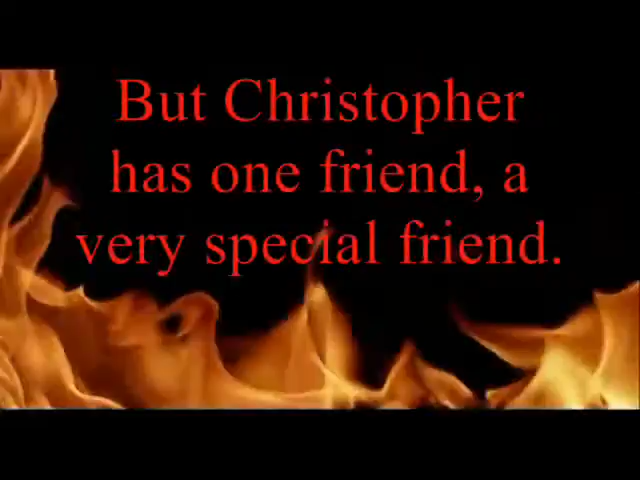 But Christopher
has one friend, a
very special friend.